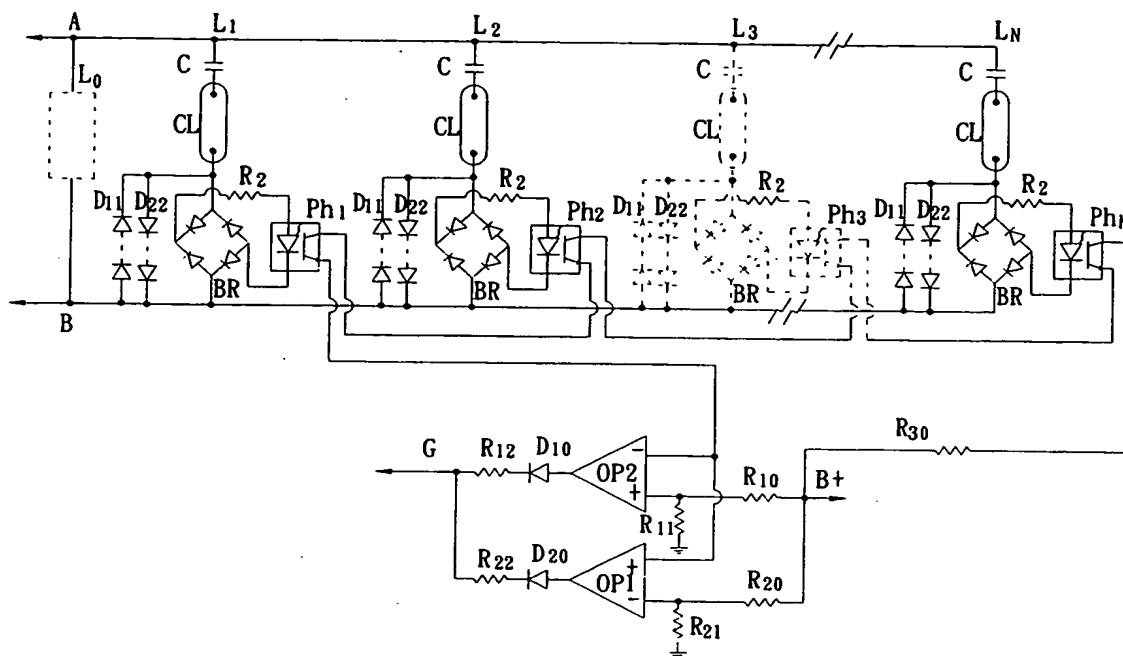 A L1 L2 L3 LN
L0 C C C C
CL CL CL CL
R2 R2 R2 R2
D11 D22 Ph1 D11 D22 Ph2 D11 D22 Ph3 D11 D22
BR BR BR BR
B
R30
G R12 D10 OP2 - + R10 B+
R11
R22 D20 OP1 + - R20
R21